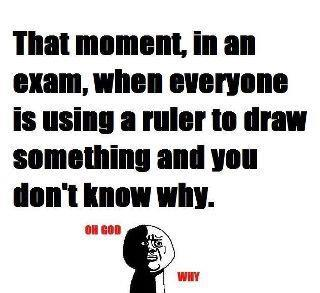 That moment, in an
exam, when everyone
is using a ruler to draw
something and you
don't know why.
OH GOD
WHY